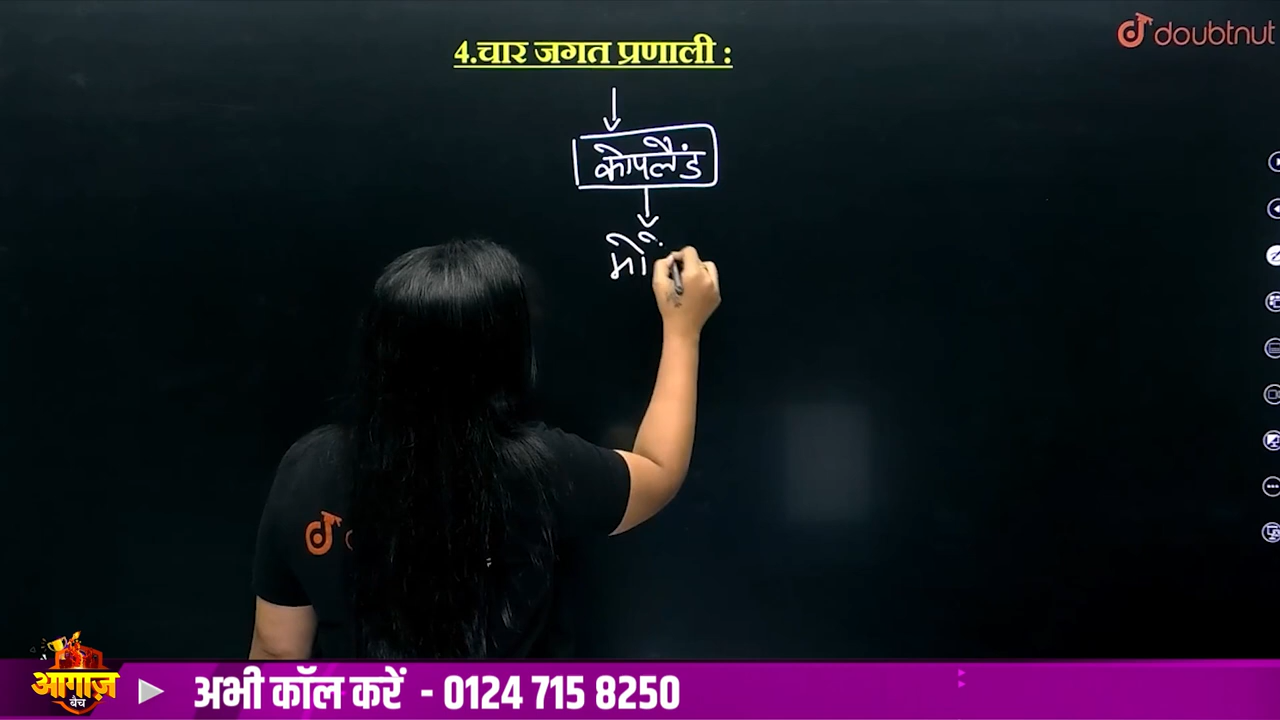 doubtnut
4.चार जगत प्रणाली :
कोपलैंड
आगाज़
बैच
अभी कॉल करें - 0124 715 8250